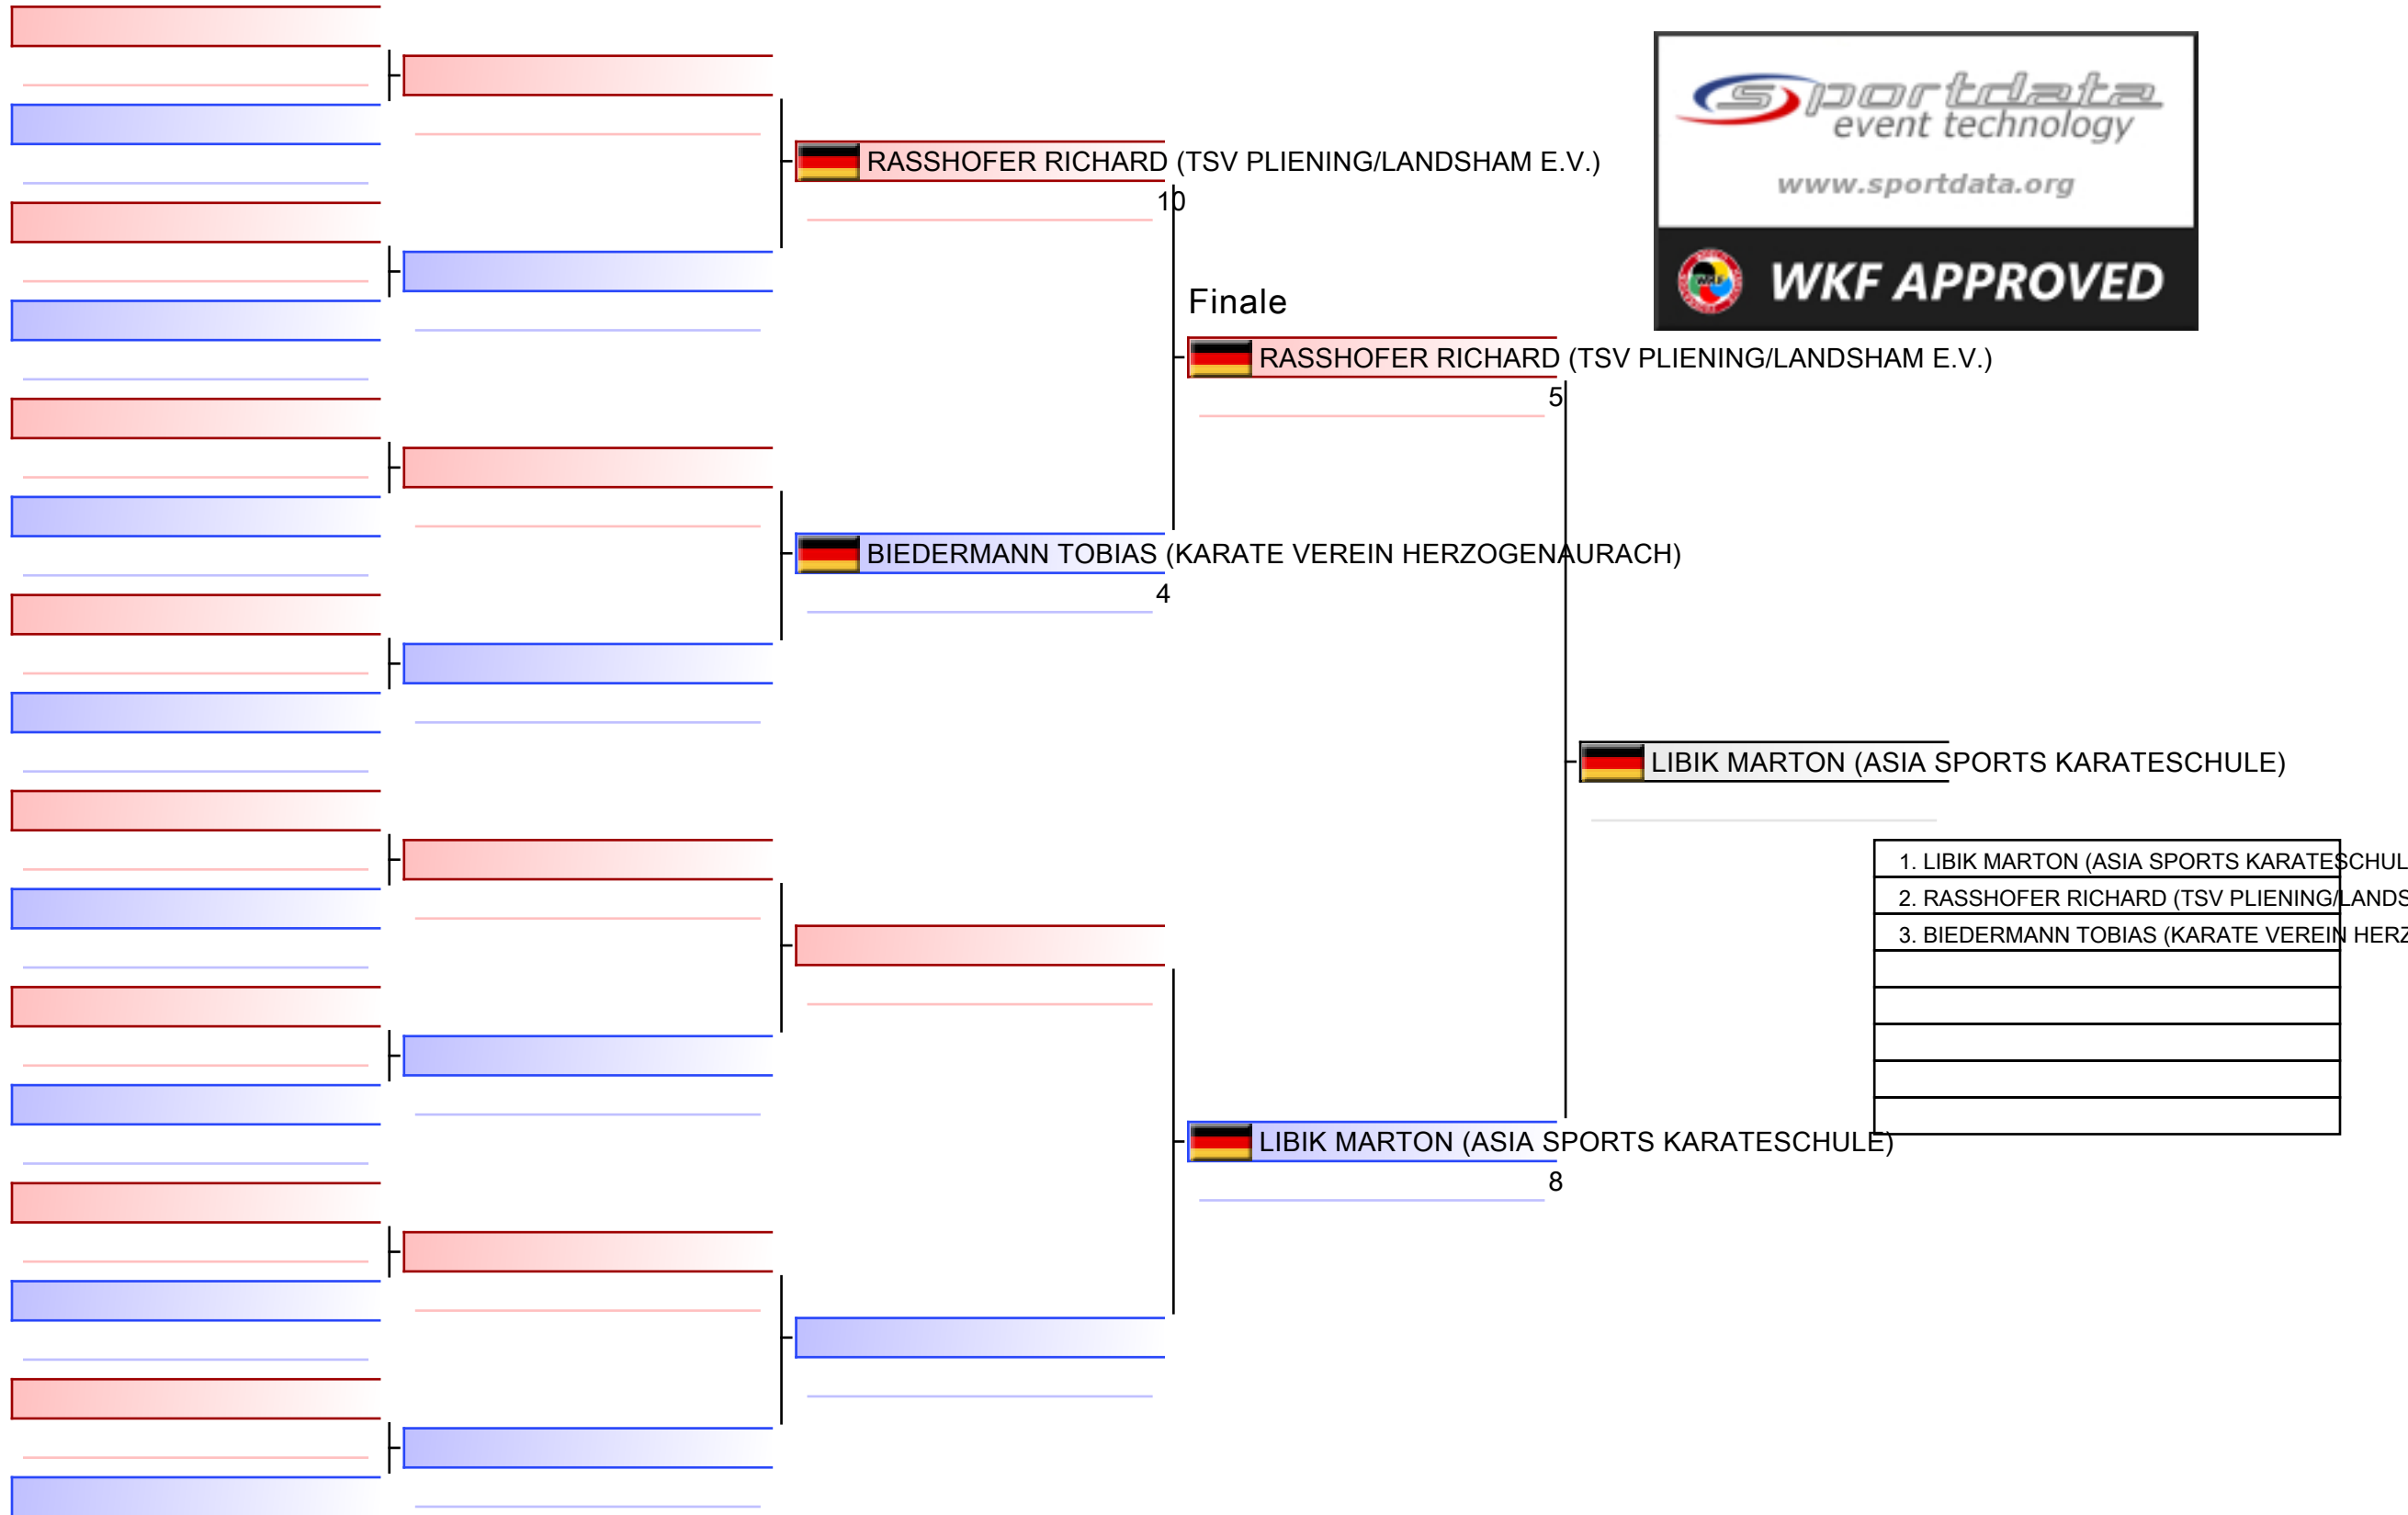 sportdata
event technology
www.sportdata.org
WKF APPROVED
RASSHOFER RICHARD (TSV PLIENING/LANDSHAM E.V.)
10
Finale
RASSHOFER RICHARD (TSV PLIENING/LANDSHAM E.V.)
5
BIEDERMANN TOBIAS (KARATE VEREIN HERZOGENAURACH)
4
LIBIK MARTON (ASIA SPORTS KARATESCHULE)
1. LIBIK MARTON (ASIA SPORTS KARATESCHUL
2. RASSHOFER RICHARD (TSV PLIENING/LANDS
3. BIEDERMANN TOBIAS (KARATE VEREIN HERZ
LIBIK MARTON (ASIA SPORTS KARATESCHULE)
8